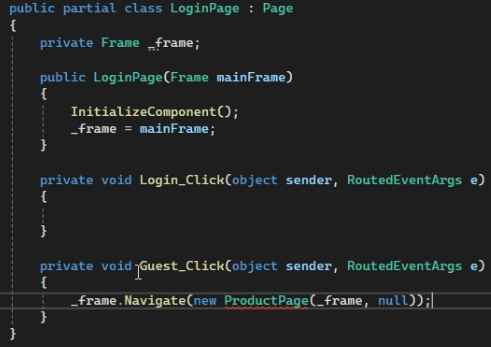 public partial class LoginPage : Page
{
private Frame _frame;
public LoginPage(Frame mainFrame)
{
InitializeComponent();
_frame = mainFrame;
}
private void Login_Click(object sender, RoutedEventArgs e)
{
}
private void Guest_Click(object sender, RoutedEventArgs e)
{
_frame.Navigate(new ProductPage(_frame, null));
}
}